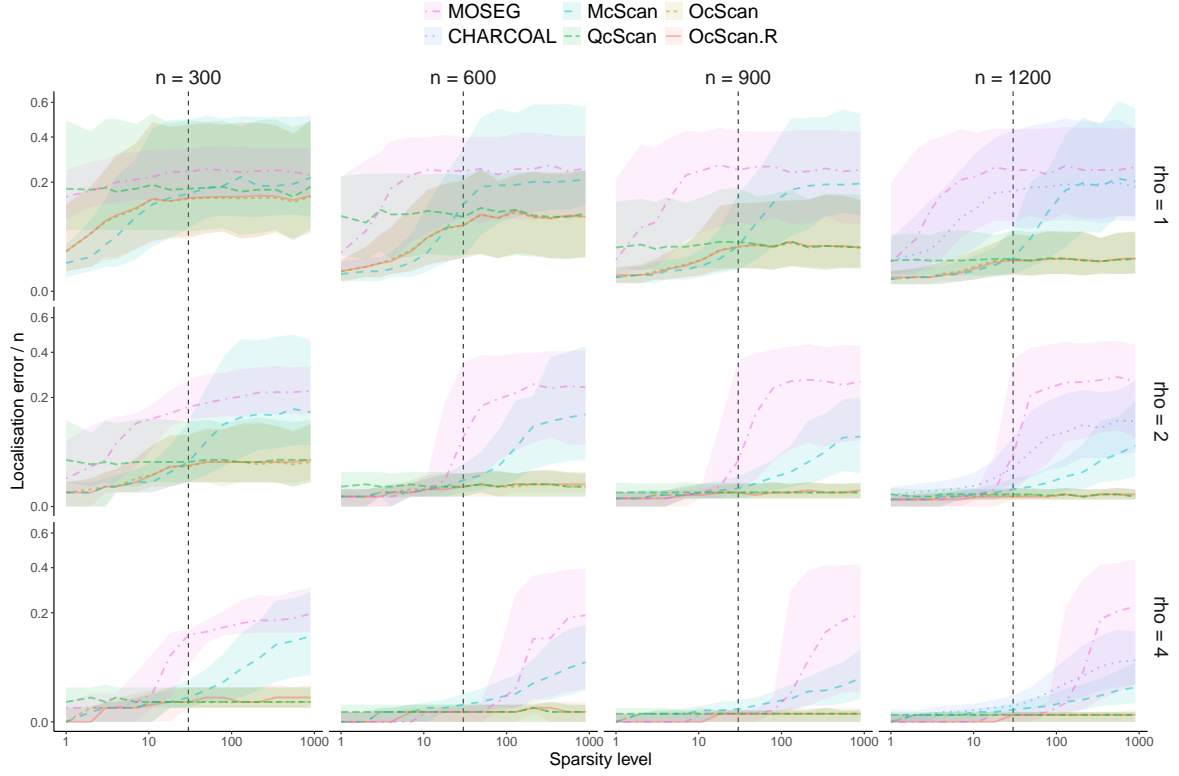 MOSEG McScan OcScan
CHARCOAL QcScan OcScan.R
n = 300 n = 600 n = 900 n = 1200
0.6
0.4
0.2
0.0
rho = 1
0.6
0.4
0.2
0.0
rho = 2
0.6
0.4
0.2
0.0
rho = 4
Localisation error / n
1 10 100 1000 1 10 100 1000 1 10 100 1000 1 10 100 1000
Sparsity level